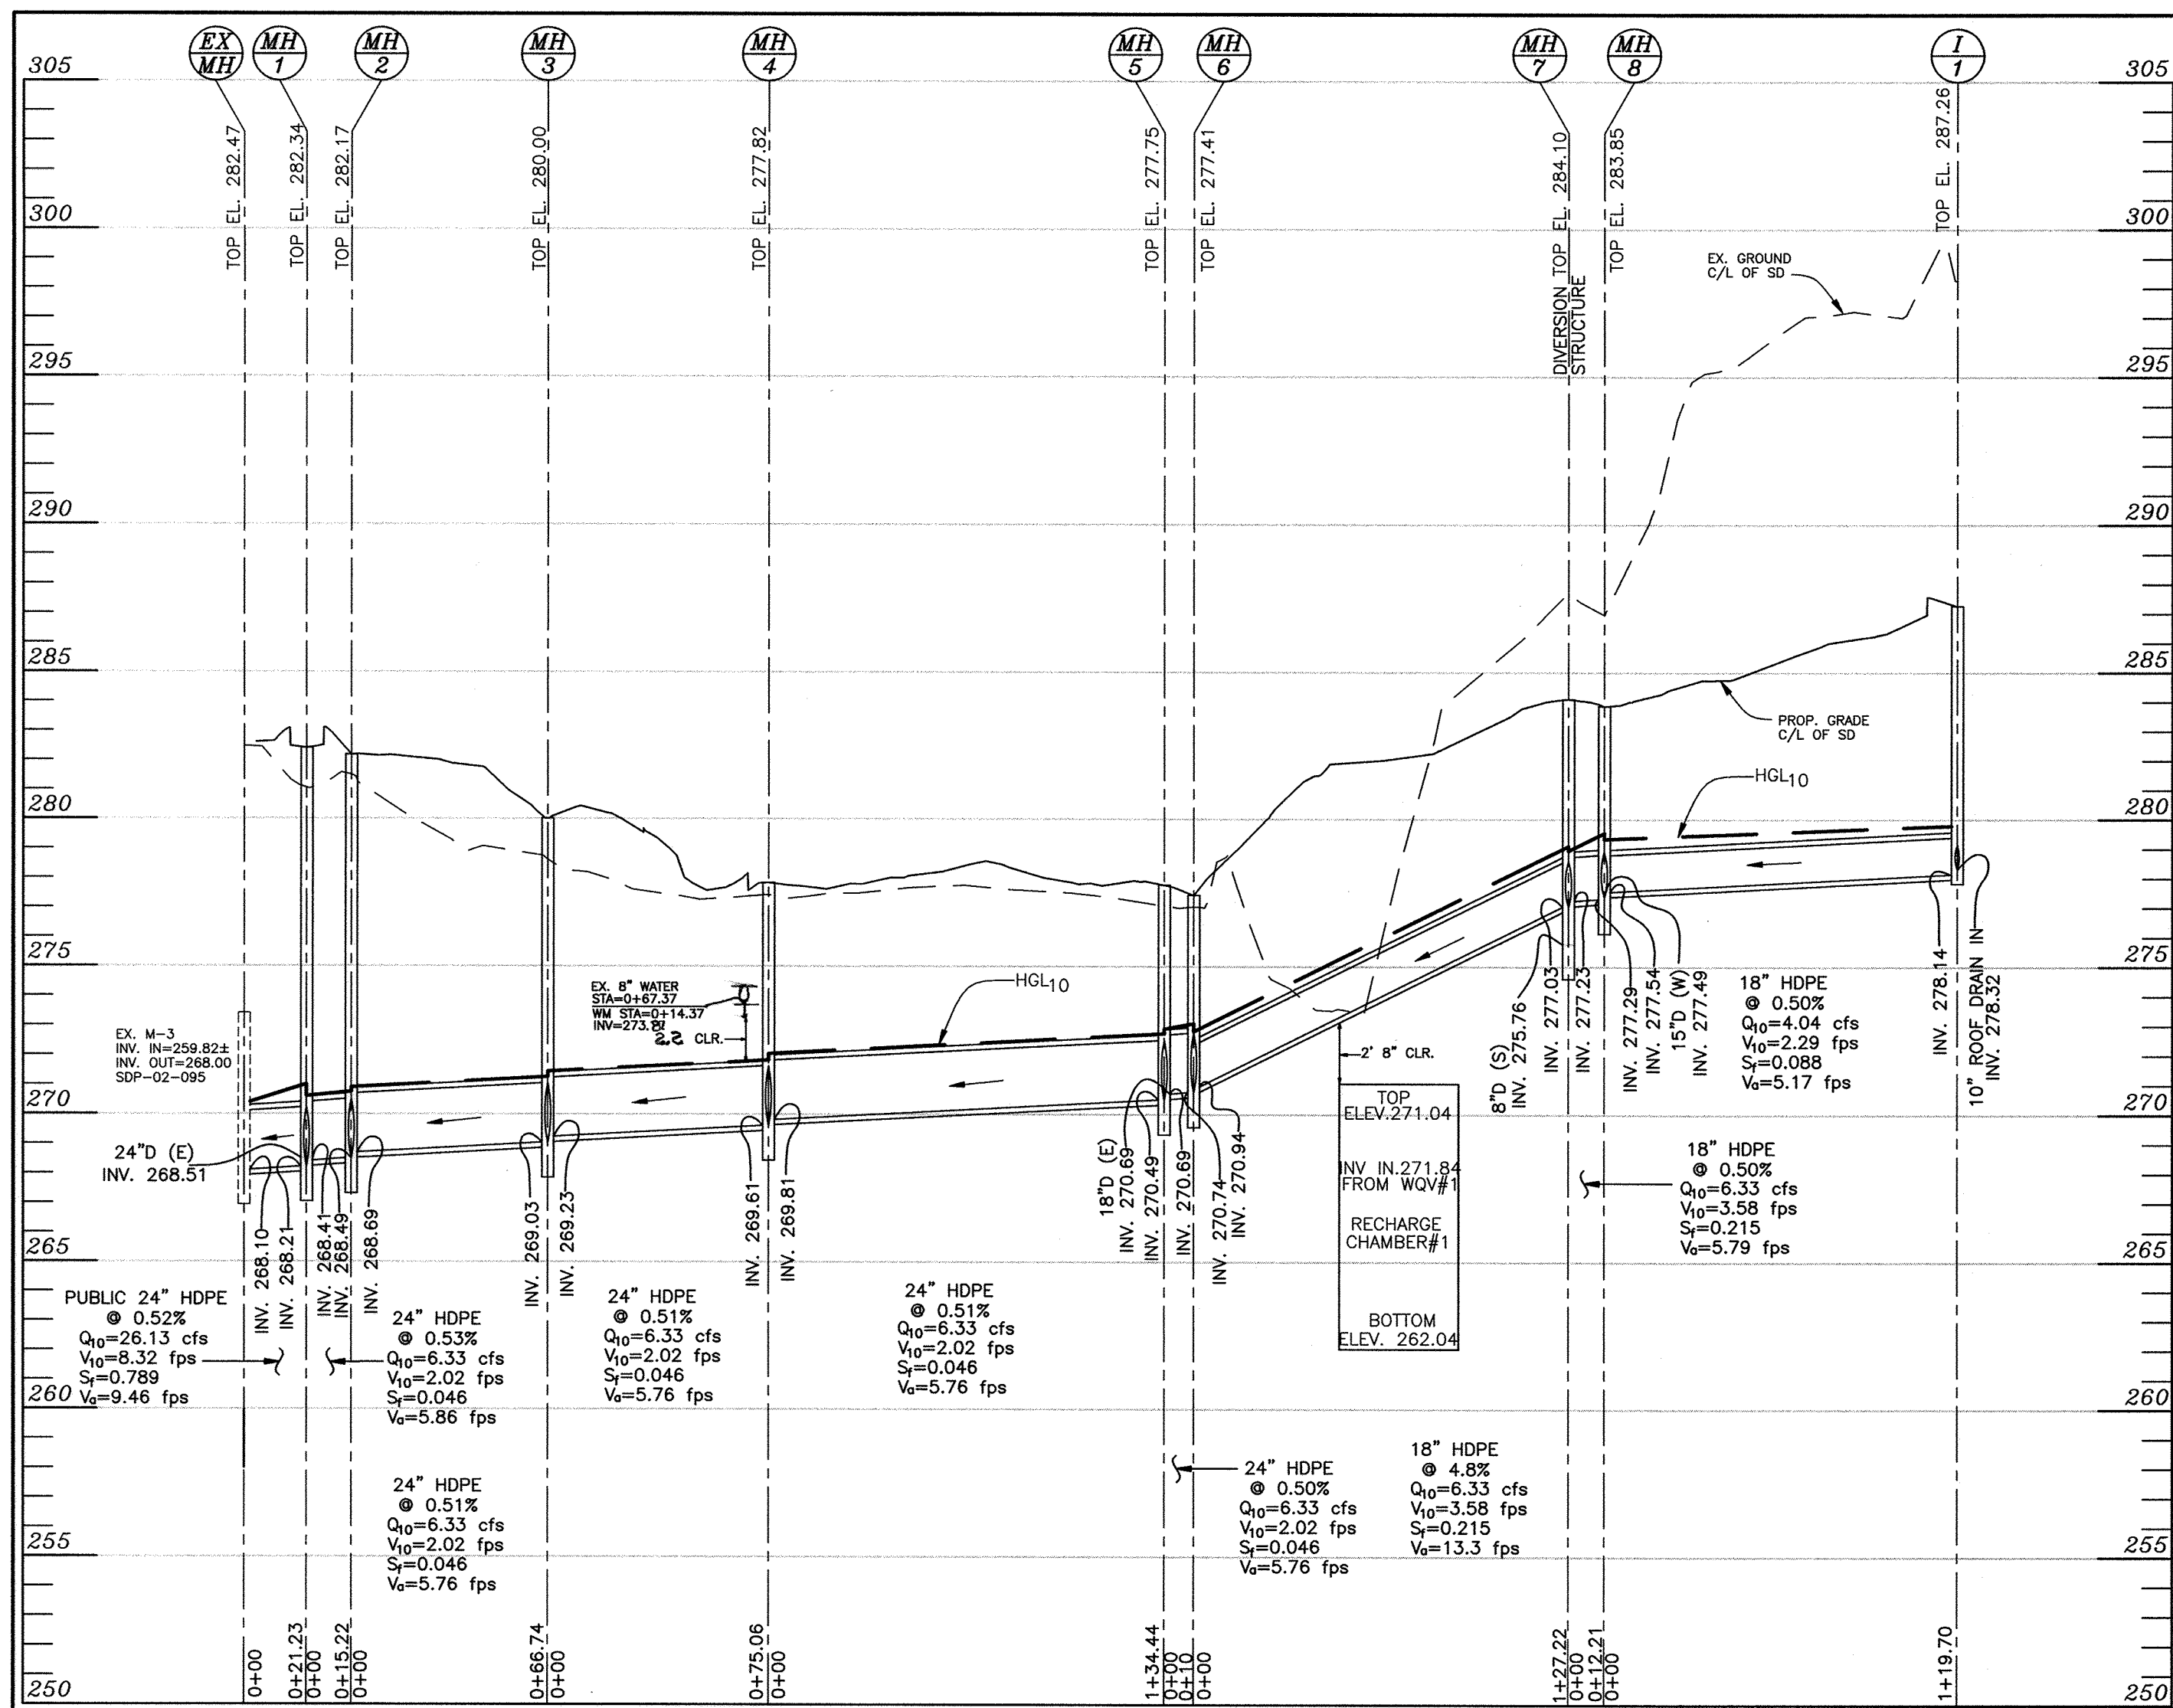 EX
MH
MH
1
MH
2
MH
3
MH
4
MH
5
MH
6
MH
7
MH
8
I
1
305
300
295
290
285
280
275
270
265
260
255
250
305
300
295
290
285
280
275
270
265
260
255
250
TOP EL. 282.47
TOP EL. 282.34
TOP EL. 282.17
TOP EL. 280.00
TOP EL. 277.82
TOP EL. 277.75
TOP EL. 277.41
DIVERSION TOP EL. 284.10
STRUCTURE
TOP EL. 283.85
TOP EL. 287.26
EX. GROUND
C/L OF SD
PROP. GRADE
C/L OF SD
HGL10
HGL10
EX. 8" WATER
STA=0+67.37
WM STA=0+14.37
CLR.
EX. M-3
INV. IN=259.82±
INV. OUT=268.00
SDP-02-095
24"D (E)
INV. 268.51
INV. 268.10
INV. 268.21
INV. 268.41
INV. 268.49
INV. 268.69
INV. 269.03
INV. 269.23
INV. 269.61
INV. 269.81
18"D (E)
INV. 270.69
INV. 270.49
INV. 270.69
INV. 270.74
INV. 270.94
2' 8" CLR.
TOP
ELEV.271.04
INV IN.271.84
FROM WQV#1
RECHARGE
CHAMBER#1
BOTTOM
ELEV. 262.04
8"D (S)
INV. 275.76
INV. 277.03
INV. 277.23
INV. 277.29
INV. 277.54
15"D (W)
INV. 277.49
INV. 278.14
10" ROOF DRAIN IN
INV. 278.32
18" HDPE
@ 0.50%
Q10=4.04 cfs
V10=2.29 fps
Sf=0.088
Va=5.17 fps
18" HDPE
@ 0.50%
Q10=6.33 cfs
V10=3.58 fps
Sf=0.215
Va=5.79 fps
PUBLIC 24" HDPE
@ 0.52%
Q10=26.13 cfs
V10=8.32 fps
Sf=0.789
Va=9.46 fps
24" HDPE
@ 0.53%
Q10=6.33 cfs
V10=2.02 fps
Sf=0.046
Va=5.86 fps
24" HDPE
@ 0.51%
Q10=6.33 cfs
V10=2.02 fps
Sf=0.046
Va=5.76 fps
24" HDPE
@ 0.51%
Q10=6.33 cfs
V10=2.02 fps
Sf=0.046
Va=5.76 fps
24" HDPE
@ 0.51%
Q10=6.33 cfs
V10=2.02 fps
Sf=0.046
Va=5.76 fps
24" HDPE
@ 0.50%
Q10=6.33 cfs
V10=2.02 fps
Sf=0.046
Va=5.76 fps
18" HDPE
@ 4.8%
Q10=6.33 cfs
V10=3.58 fps
Sf=0.215
Va=13.3 fps
0+00
0+21.23
0+00
0+15.22
0+00
0+66.74
0+00
0+75.06
0+00
1+34.44
0+00
0+10
0+00
1+27.22
0+00
0+12.21
0+00
1+19.70